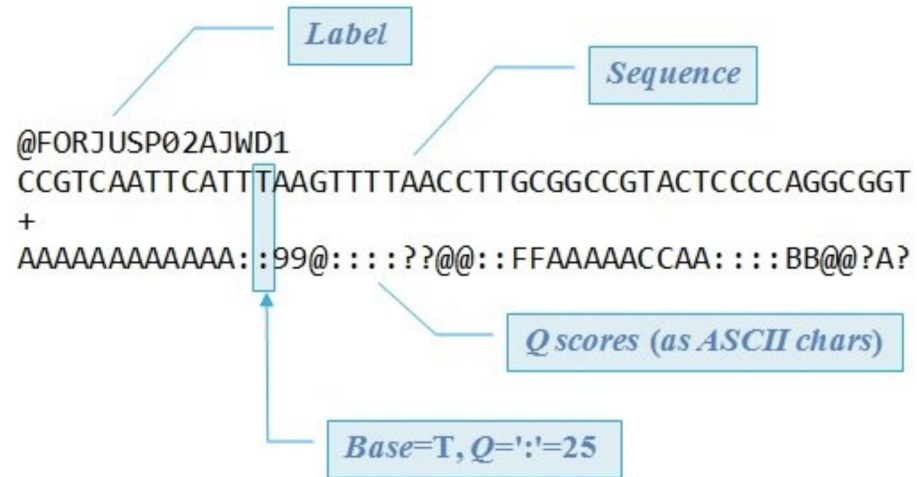 Label
Sequence
@FORJUSP02AJWD1
CCGTCAATTCATTTAAGTTTTAACCTTGCGGCCGTACTCCCCAGGCGGT
+
AAAAAAAAAAAA::99@::::??@@::FFAAAAACCAA::::BB@@?A?
Q scores (as ASCII chars)
Base=T, Q=':'=25